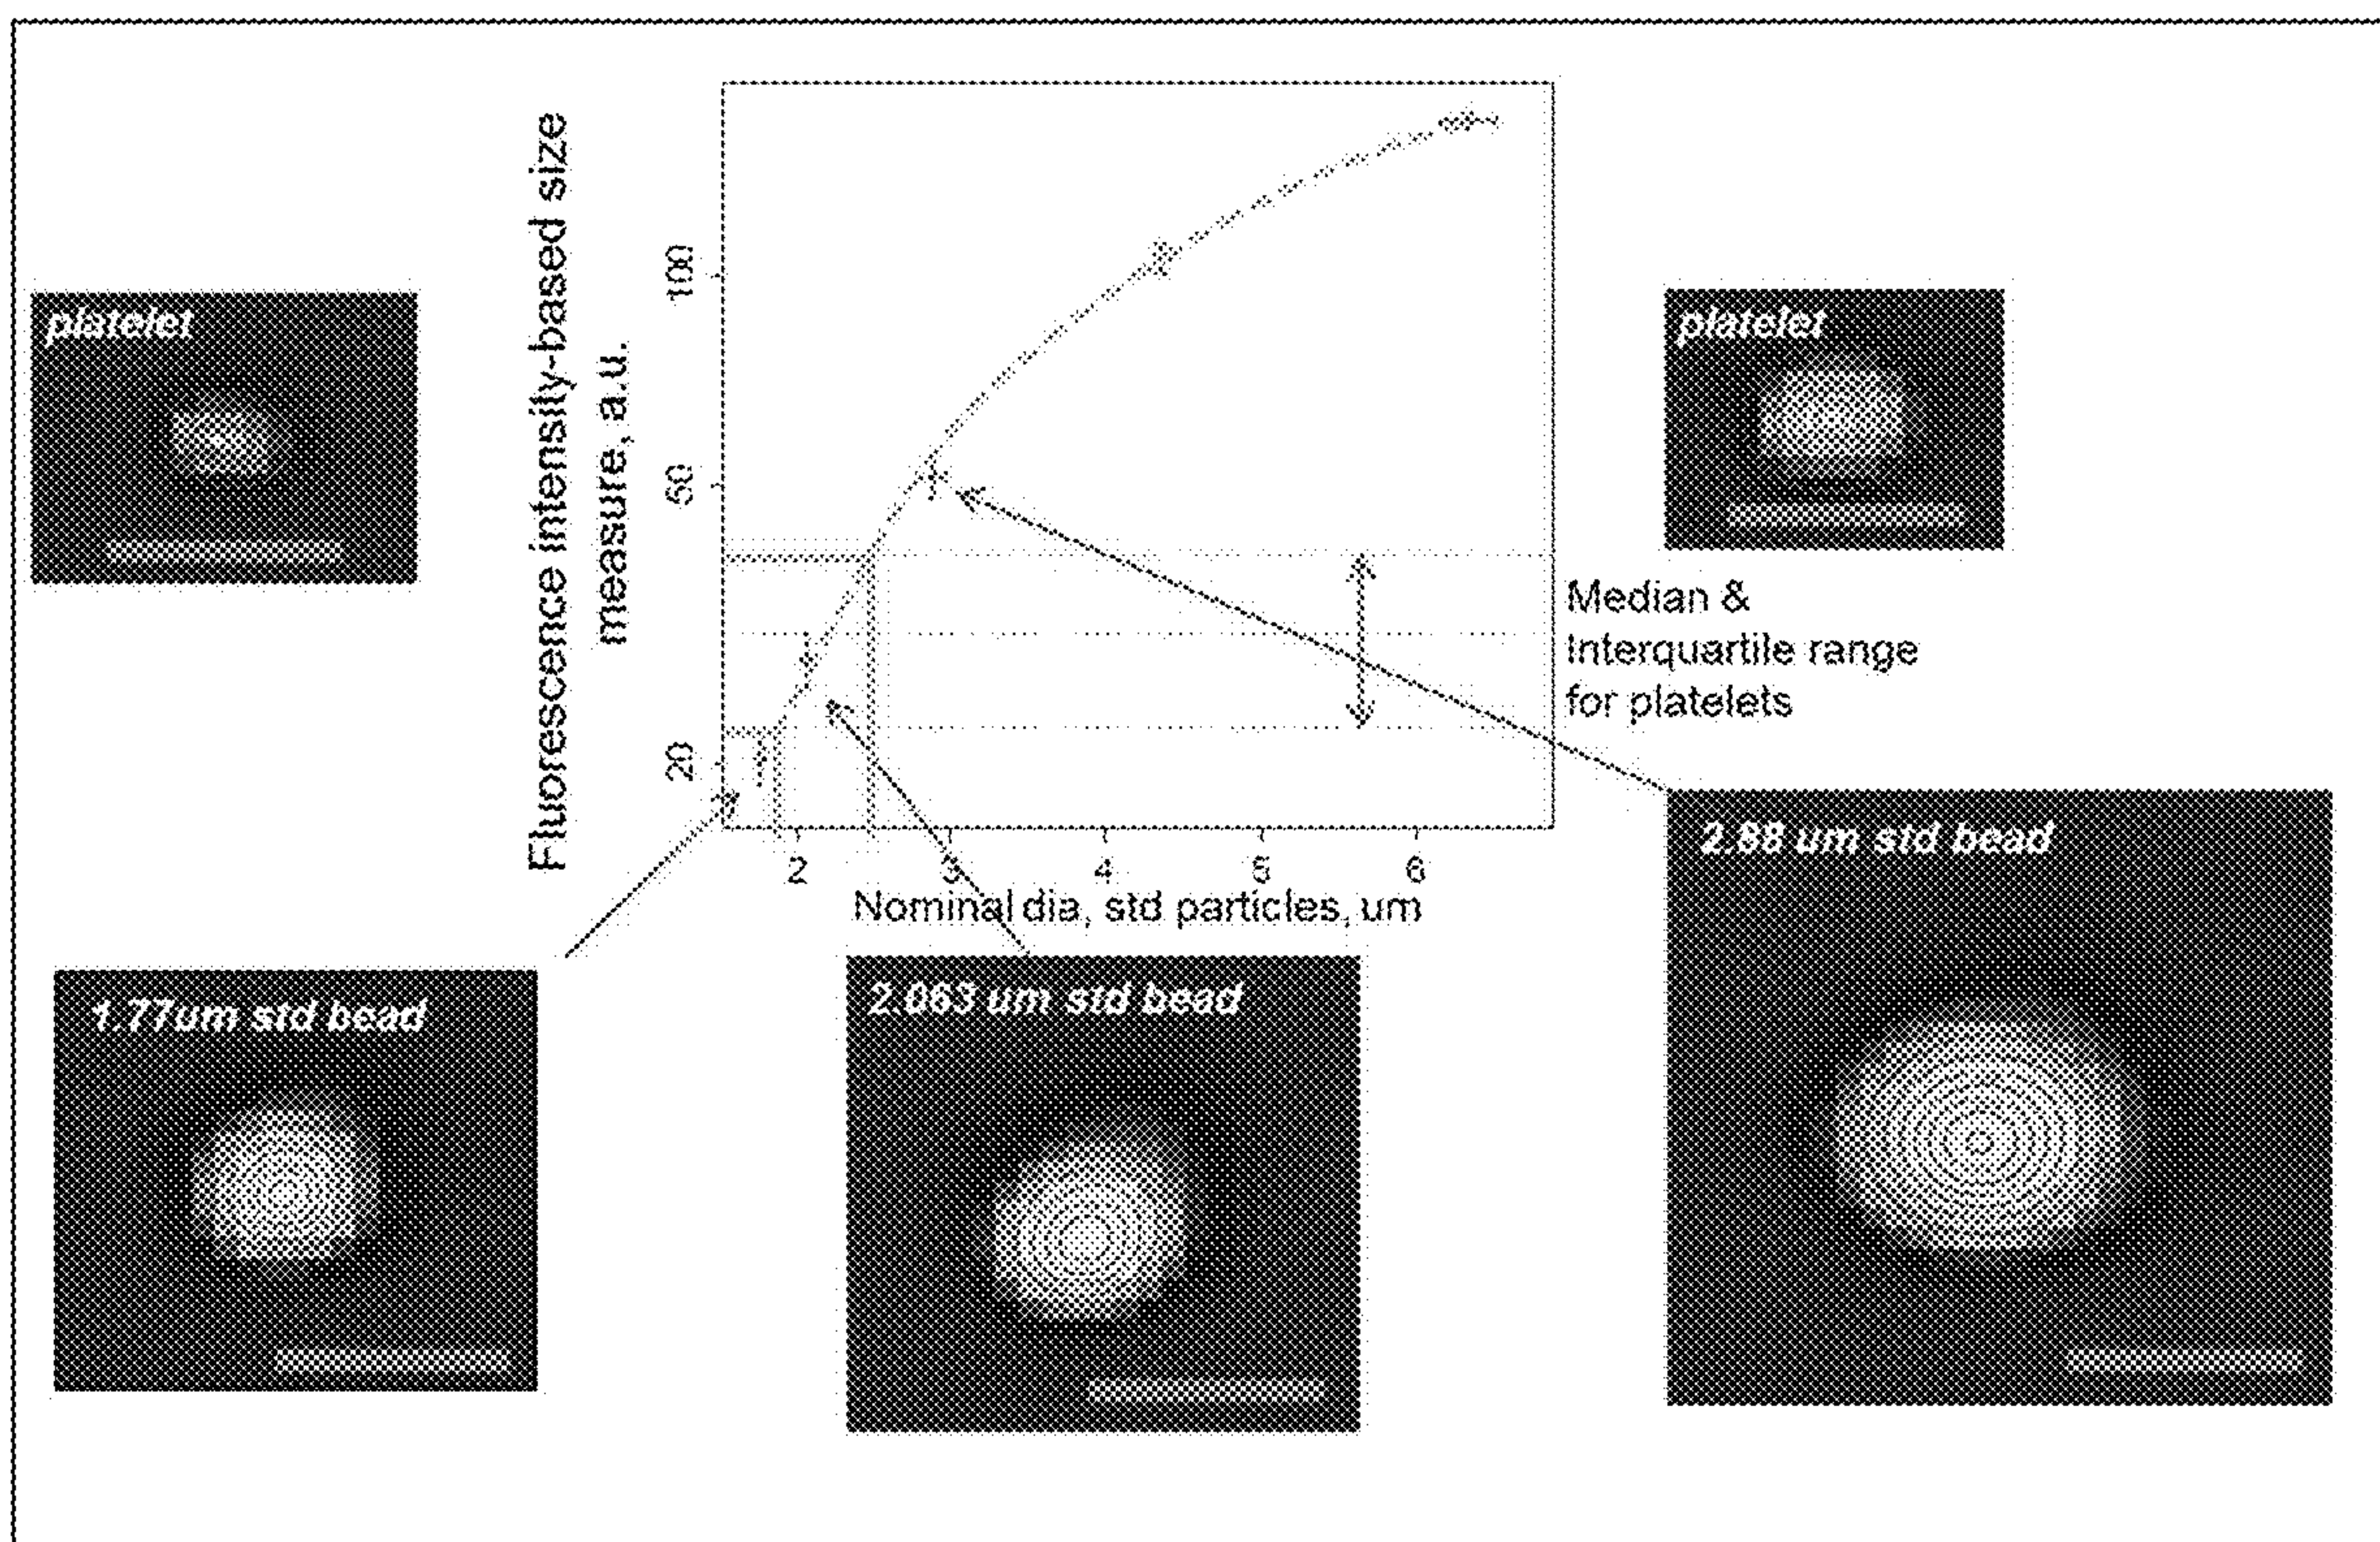 Fluorescence intensity-based size
measure, a.u.
100
50
20
platelet
platelet
Median &
Interquartile range
for platelets
2 3 4 5 6
Nominal dia, std particles, um
1.77um std bead
2.063 um std bead
2.88 um std bead